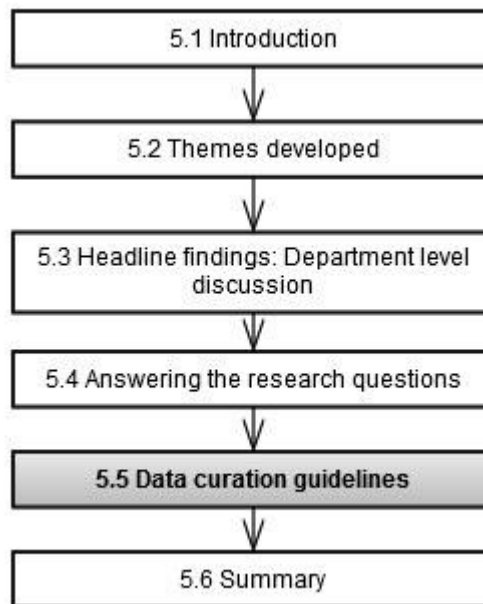 5.1 Introduction
5.2 Themes developed
5.3 Headline findings: Department level
discussion
5.4 Answering the research questions
5.5 Data curation guidelines
5.6 Summary